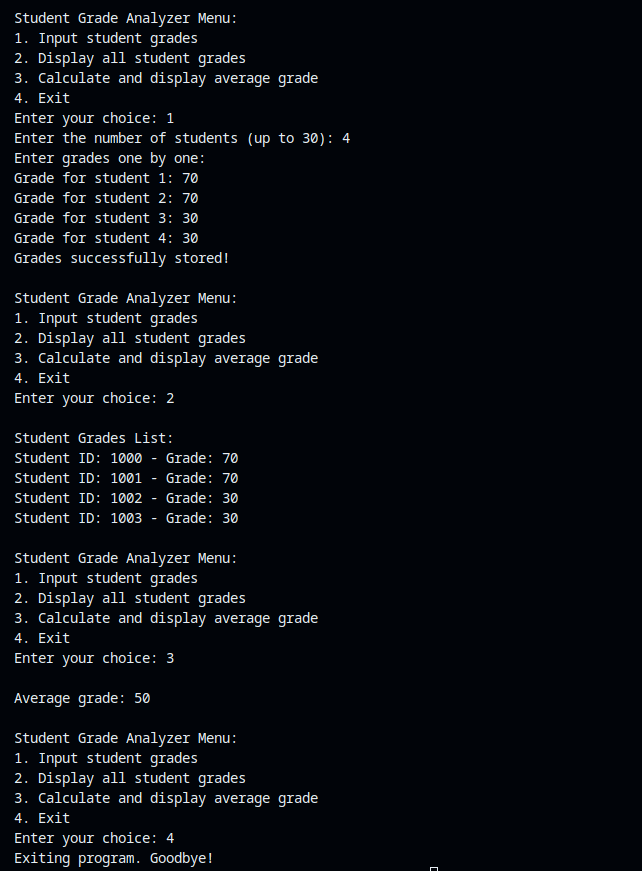 Student Grade Analyzer Menu:
1. Input student grades
2. Display all student grades
3. Calculate and display average grade
4. Exit
Enter your choice: 1
Enter the number of students (up to 30): 4
Enter grades one by one:
Grade for student 1: 70
Grade for student 2: 70
Grade for student 3: 30
Grade for student 4: 30
Grades successfully stored!

Student Grade Analyzer Menu:
1. Input student grades
2. Display all student grades
3. Calculate and display average grade
4. Exit
Enter your choice: 2

Student Grades List:
Student ID: 1000 - Grade: 70
Student ID: 1001 - Grade: 70
Student ID: 1002 - Grade: 30
Student ID: 1003 - Grade: 30

Student Grade Analyzer Menu:
1. Input student grades
2. Display all student grades
3. Calculate and display average grade
4. Exit
Enter your choice: 3

Average grade: 50

Student Grade Analyzer Menu:
1. Input student grades
2. Display all student grades
3. Calculate and display average grade
4. Exit
Enter your choice: 4
Exiting program. Goodbye!